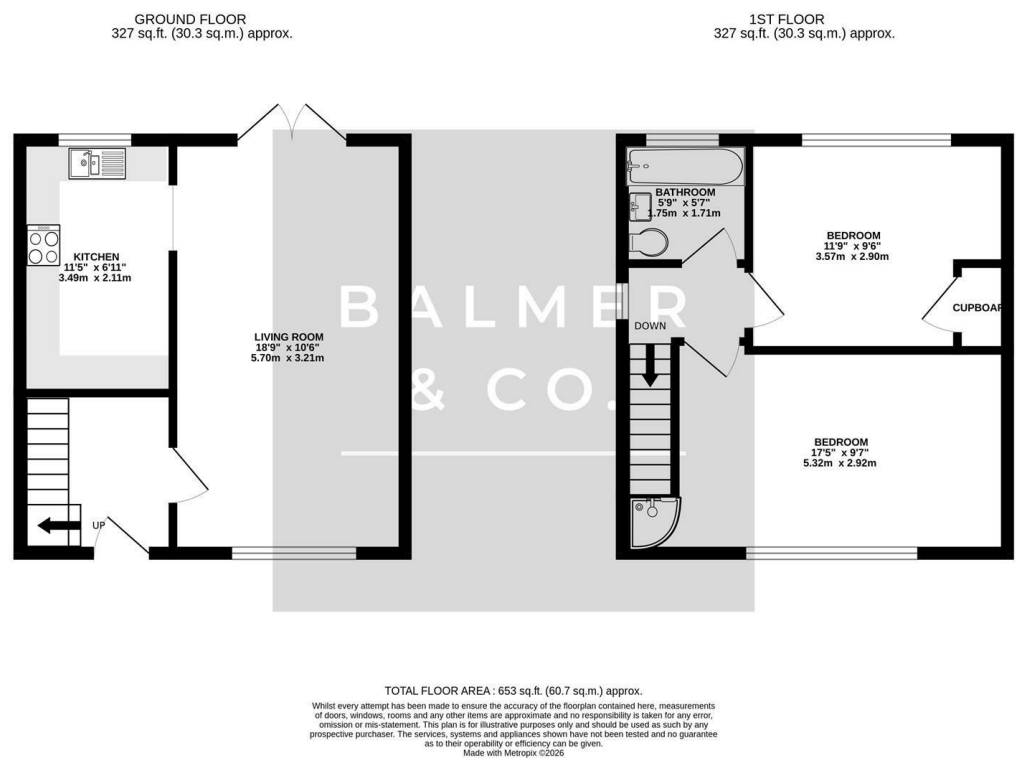 GROUND FLOOR
327 sq.ft. (30.3 sq.m.) approx.
1ST FLOOR
327 sq.ft. (30.3 sq.m.) approx.
KITCHEN
11'5" x 6'11"
3.49m x 2.11m
LIVING ROOM
18'9" x 10'6"
5.70m x 3.21m
UP
BATHROOM
5'9" x 5'7"
1.75m x 1.71m
BEDROOM
11'9" x 9'6"
3.57m x 2.90m
CUPBOAR
DOWN
BEDROOM
17'5" x 9'7"
5.32m x 2.92m
BALMER
& CO.
TOTAL FLOOR AREA : 653 sq.ft. (60.7 sq.m.) approx.
Whilst every attempt has been made to ensure the accuracy of the floorplan contained here, measurements
of doors, windows, rooms and any other items are approximate and no responsibility is taken for any error,
omission or mis-statement. This plan is for illustrative purposes only and should be used as such by any
prospective purchaser. The services, systems and appliances shown have not been tested and no guarantee
as to their operability or efficiency can be given.
Made with Metropix ©2026